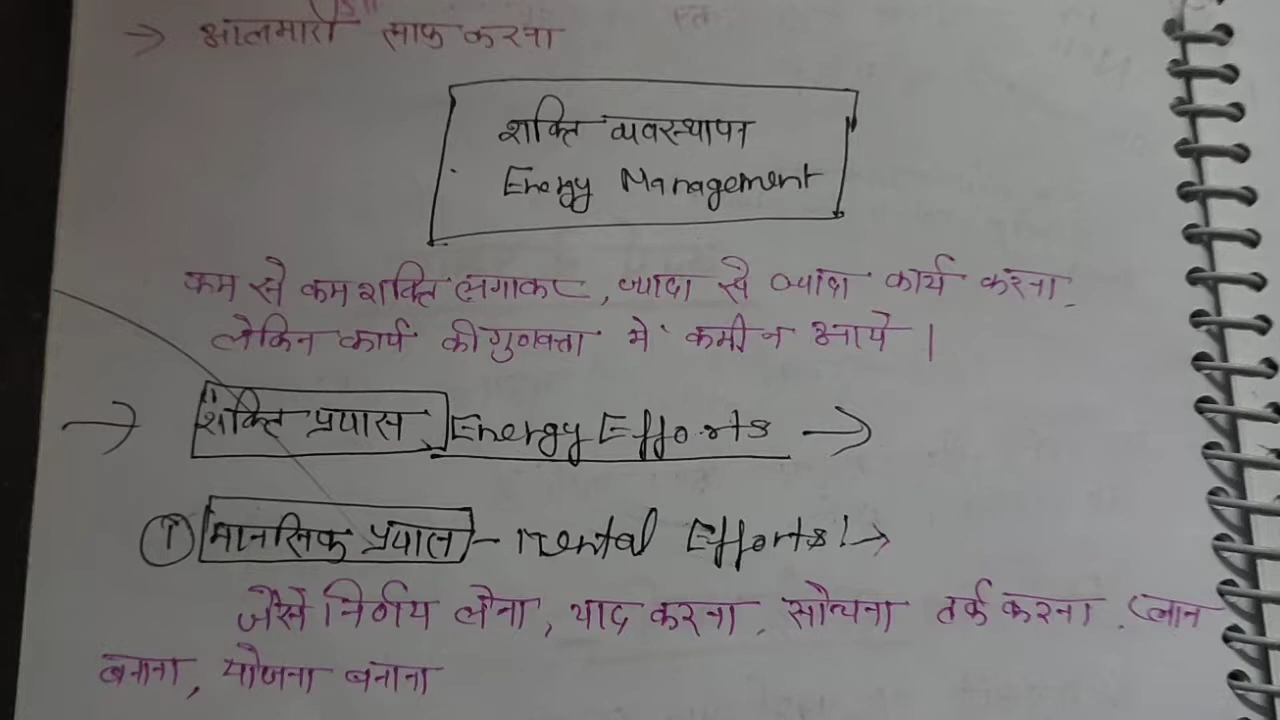 → आलमारी साफ करना
शक्ति व्यवस्थापन
Energy Management
कम से कम शक्ति लगाकर, ज्यादा से ज्यादा कार्य करना
लेकिन कार्य की गुणवत्ता में कमी न आये ।
→ शक्ति प्रयास Energy Efforts →
① मानसिक प्रयास - mental Efforts! →
जैसे निर्णय लेना, याद करना, सोचना तर्क करना, प्लान
बनाना, योजना बनाना